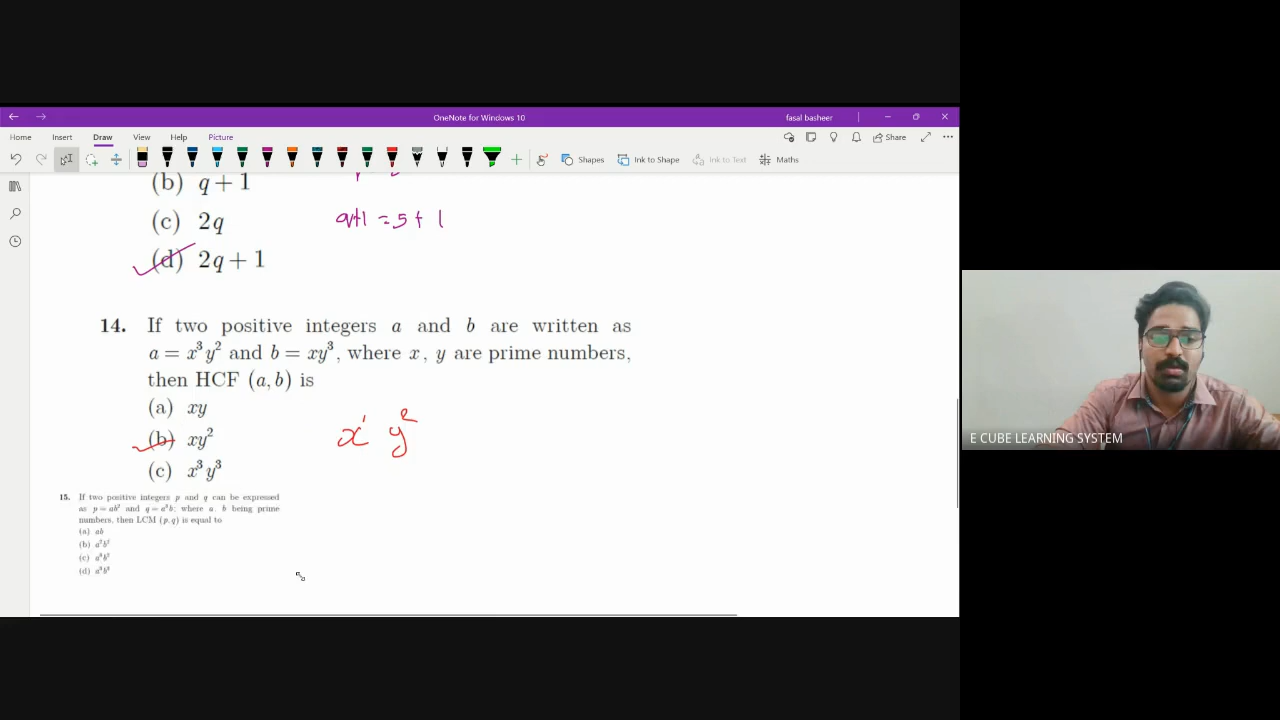 OneNote for Windows 10
fasal basheer
Home Insert Draw View Help Picture
Share
Shapes Ink to Shape Ink to Text Maths
(b) q + 1
q+1 = 5 + 1
(c) 2q
(d) 2q + 1
14. If two positive integers a and b are written as
a = x³y² and b = xy³, where x, y are prime numbers,
then HCF (a, b) is
(a) xy
(b) xy²
x¹ y²
(c) x³y³
15. If two positive integers p and q can be expressed
as p = ab² and q = a³b; where a, b being prime
numbers, then LCM (p, q) is equal to
(a) ab
(b) a²b²
(c) a³b²
(d) a³b³
E CUBE LEARNING SYSTEM